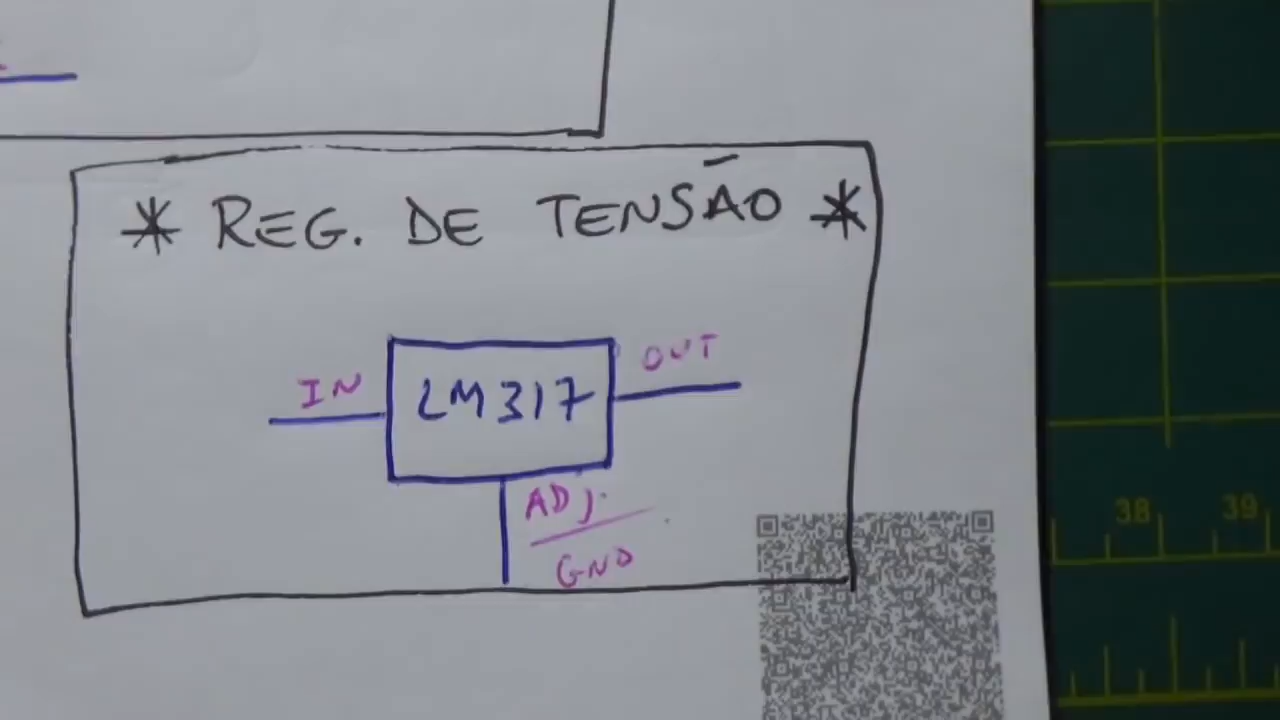 * REG. DE TENSÃO *
IN
LM317
OUT
ADJ.
GND
38 39